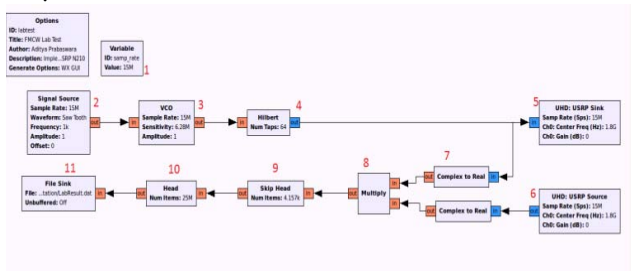 Options
ID: labtest
Title: FMCW Lab Test
Author: Aditya Prabaswara
Description: Imple...SRP N210
Generate Options: WX GUI
Variable
ID: samp_rate
Value: 15M
1
Signal Source
Sample Rate: 15M
Waveform: Saw Tooth
Frequency: 1k
Amplitude: 1
Offset: 0
out
2
in
VCO
Sample Rate: 15M
Sensitivity: 6.28M
Amplitude: 1
out
3
in
Hilbert
Num Taps: 64
out
4
5
in
UHD: USRP Sink
Samp Rate (Sps): 15M
Ch0: Center Freq (Hz): 1.8G
Ch0: Gain (dB): 0
11
File Sink
File: ...tation/LabResult.dat
Unbuffered: Off
in
10
out
Head
Num Items: 25M
in
9
out
Skip Head
Num Items: 4.157k
in
8
out
Multiply
in
in
7
out
Complex to Real
in
out
Complex to Real
in
6
out
UHD: USRP Source
Samp Rate (Sps): 15M
Ch0: Center Freq (Hz): 1.8G
Ch0: Gain (dB): 0